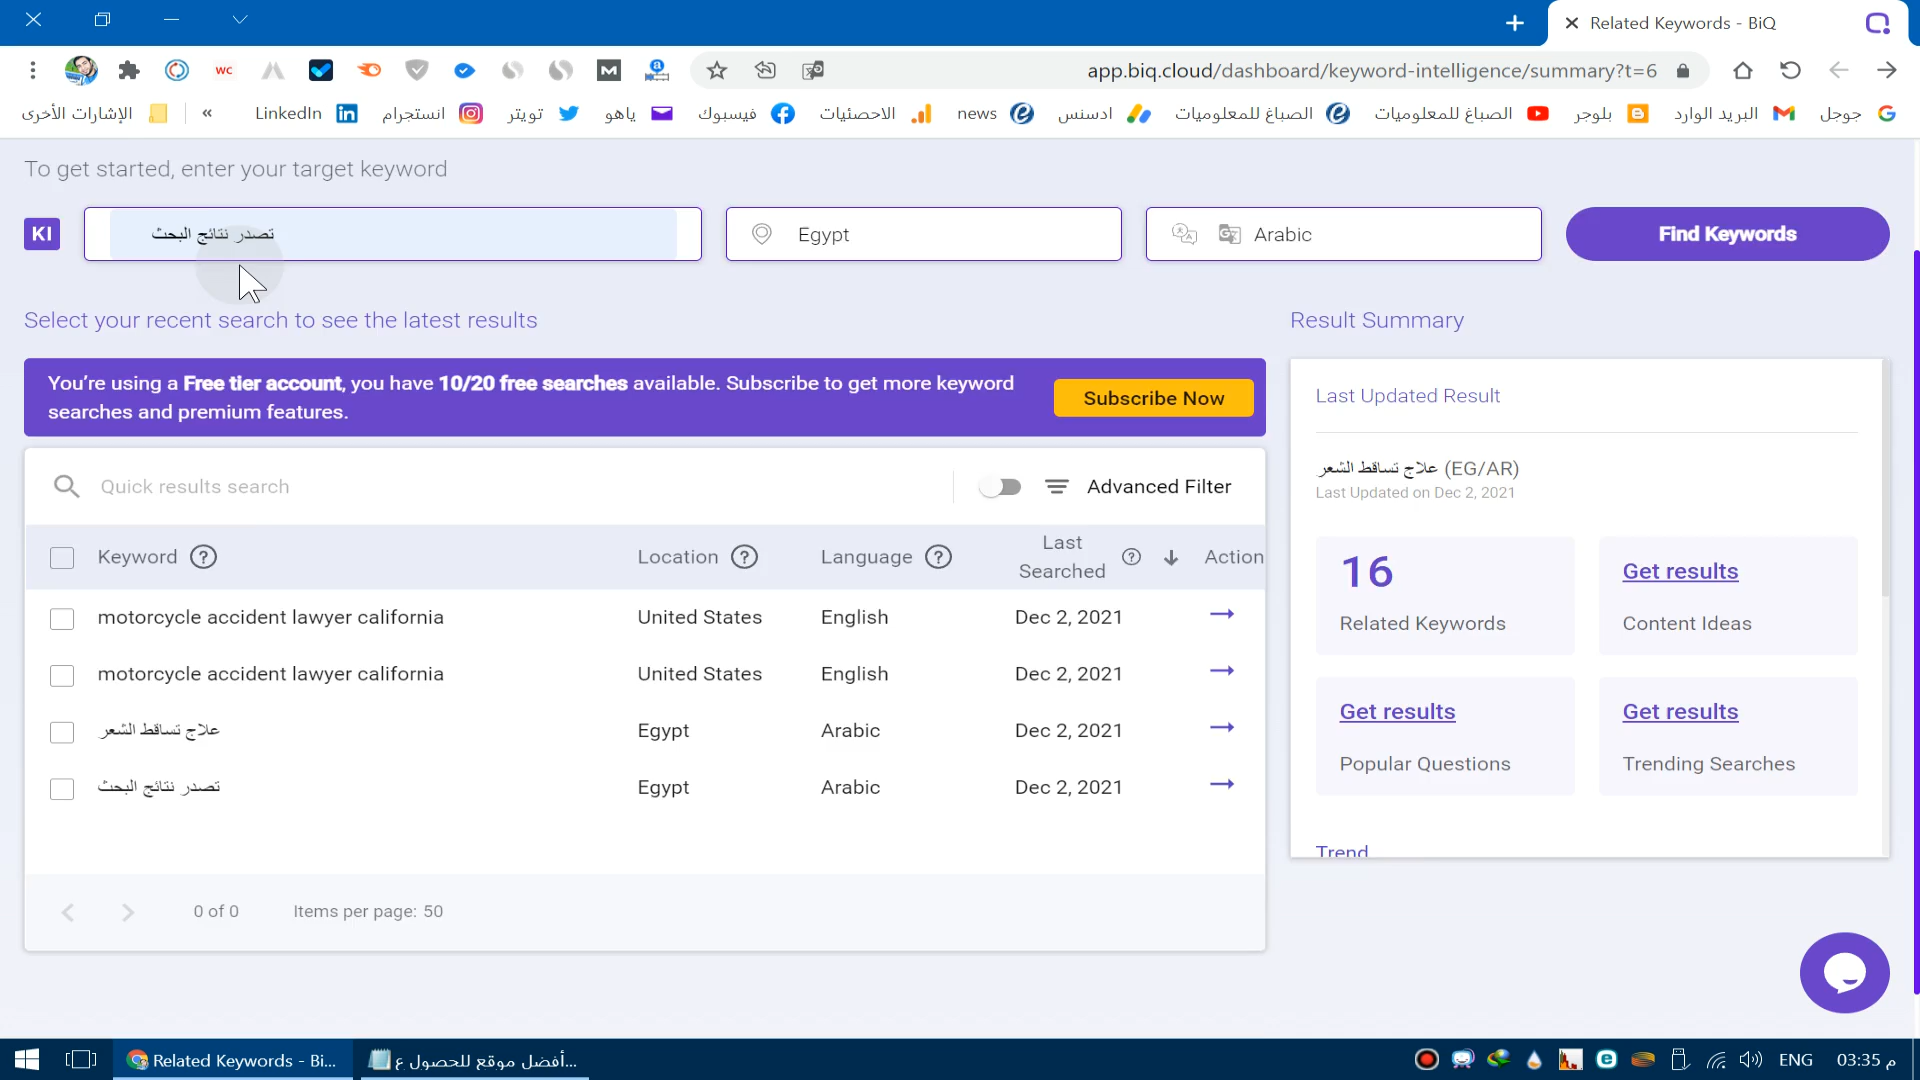 Related Keywords - BiQ
app.biq.cloud/dashboard/keyword-intelligence/summary?t=6
WC
M
a
جوجل
البريد الوارد
بلوجر
الصباغ للمعلوميات
الصباغ للمعلوميات
ادسنس
news
الاحصئيات
فيسبوك
ياهو
تويتر
انستجرام
LinkedIn
«
الإشارات الأخرى
To get started, enter your target keyword
KI
تصدر نتائج البحث
Egypt
Arabic
Find Keywords
Select your recent search to see the latest results
Result Summary
You’re using a Free tier account, you have 10/20 free searches available. Subscribe to get more keyword
searches and premium features.
Subscribe Now
Quick results search
Advanced Filter
Keyword ?
Location ?
Language ?
Last
Searched ?
Action
motorcycle accident lawyer california United States English Dec 2, 2021
motorcycle accident lawyer california United States English Dec 2, 2021
علاج تساقط الشعر Egypt Arabic Dec 2, 2021
تصدر نتائج البحث Egypt Arabic Dec 2, 2021
0 of 0 Items per page: 50
Last Updated Result
علاج تساقط الشعر (EG/AR)
Last Updated on Dec 2, 2021
16
Related Keywords
Get results
Content Ideas
Get results
Popular Questions
Get results
Trending Searches
Trend
Related Keywords - Bi...
أفضل موقع للحصول ع...
ENG
03:35 م